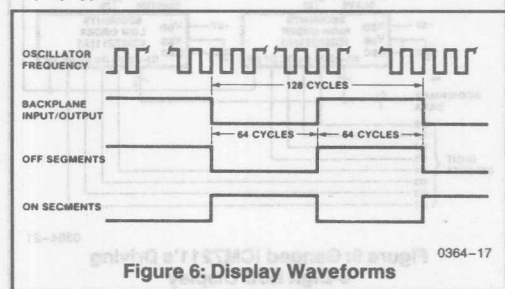 OSCILLATOR
FREQUENCY
128 CYCLES
BACKPLANE
INPUT/OUTPUT
64 CYCLES
64 CYCLES
OFF SEGMENTS
ON SEGMENTS
0364-17
Figure 6: Display Waveforms